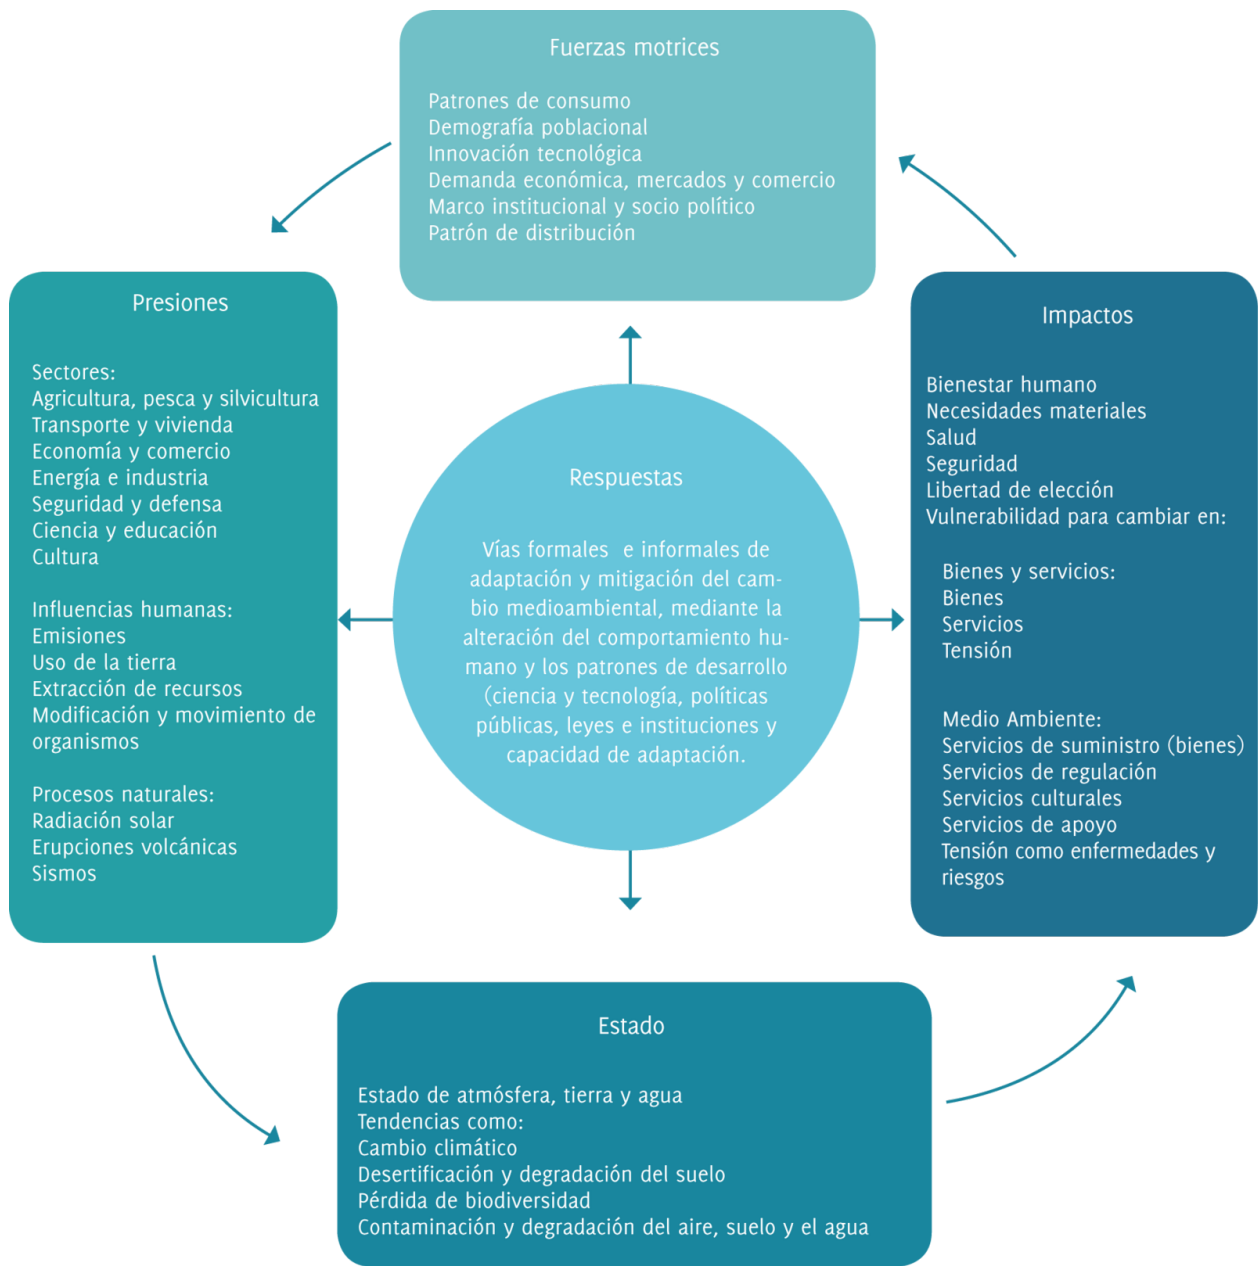 Fuerzas motrices
Patrones de consumo
Demografía poblacional
Innovación tecnológica
Demanda económica, mercados y comercio
Marco institucional y socio político
Patrón de distribución
Presiones
Sectores:
Agricultura, pesca y silvicultura
Transporte y vivienda
Economía y comercio
Energía e industria
Seguridad y defensa
Ciencia y educación
Cultura
Influencias humanas:
Emisiones
Uso de la tierra
Extracción de recursos
Modificación y movimiento de
organismos
Procesos naturales:
Radiación solar
Erupciones volcánicas
Sismos
Respuestas
Vías formales e informales de
adaptación y mitigación del cam-
bio medioambiental, mediante la
alteración del comportamiento hu-
mano y los patrones de desarrollo
(ciencia y tecnología, políticas
públicas, leyes e instituciones y
capacidad de adaptación.
Impactos
Bienestar humano
Necesidades materiales
Salud
Seguridad
Libertad de elección
Vulnerabilidad para cambiar en:
Bienes y servicios:
Bienes
Servicios
Tensión
Medio Ambiente:
Servicios de suministro (bienes)
Servicios de regulación
Servicios culturales
Servicios de apoyo
Tensión como enfermedades y
riesgos
Estado
Estado de atmósfera, tierra y agua
Tendencias como:
Cambio climático
Desertificación y degradación del suelo
Pérdida de biodiversidad
Contaminación y degradación del aire, suelo y el agua